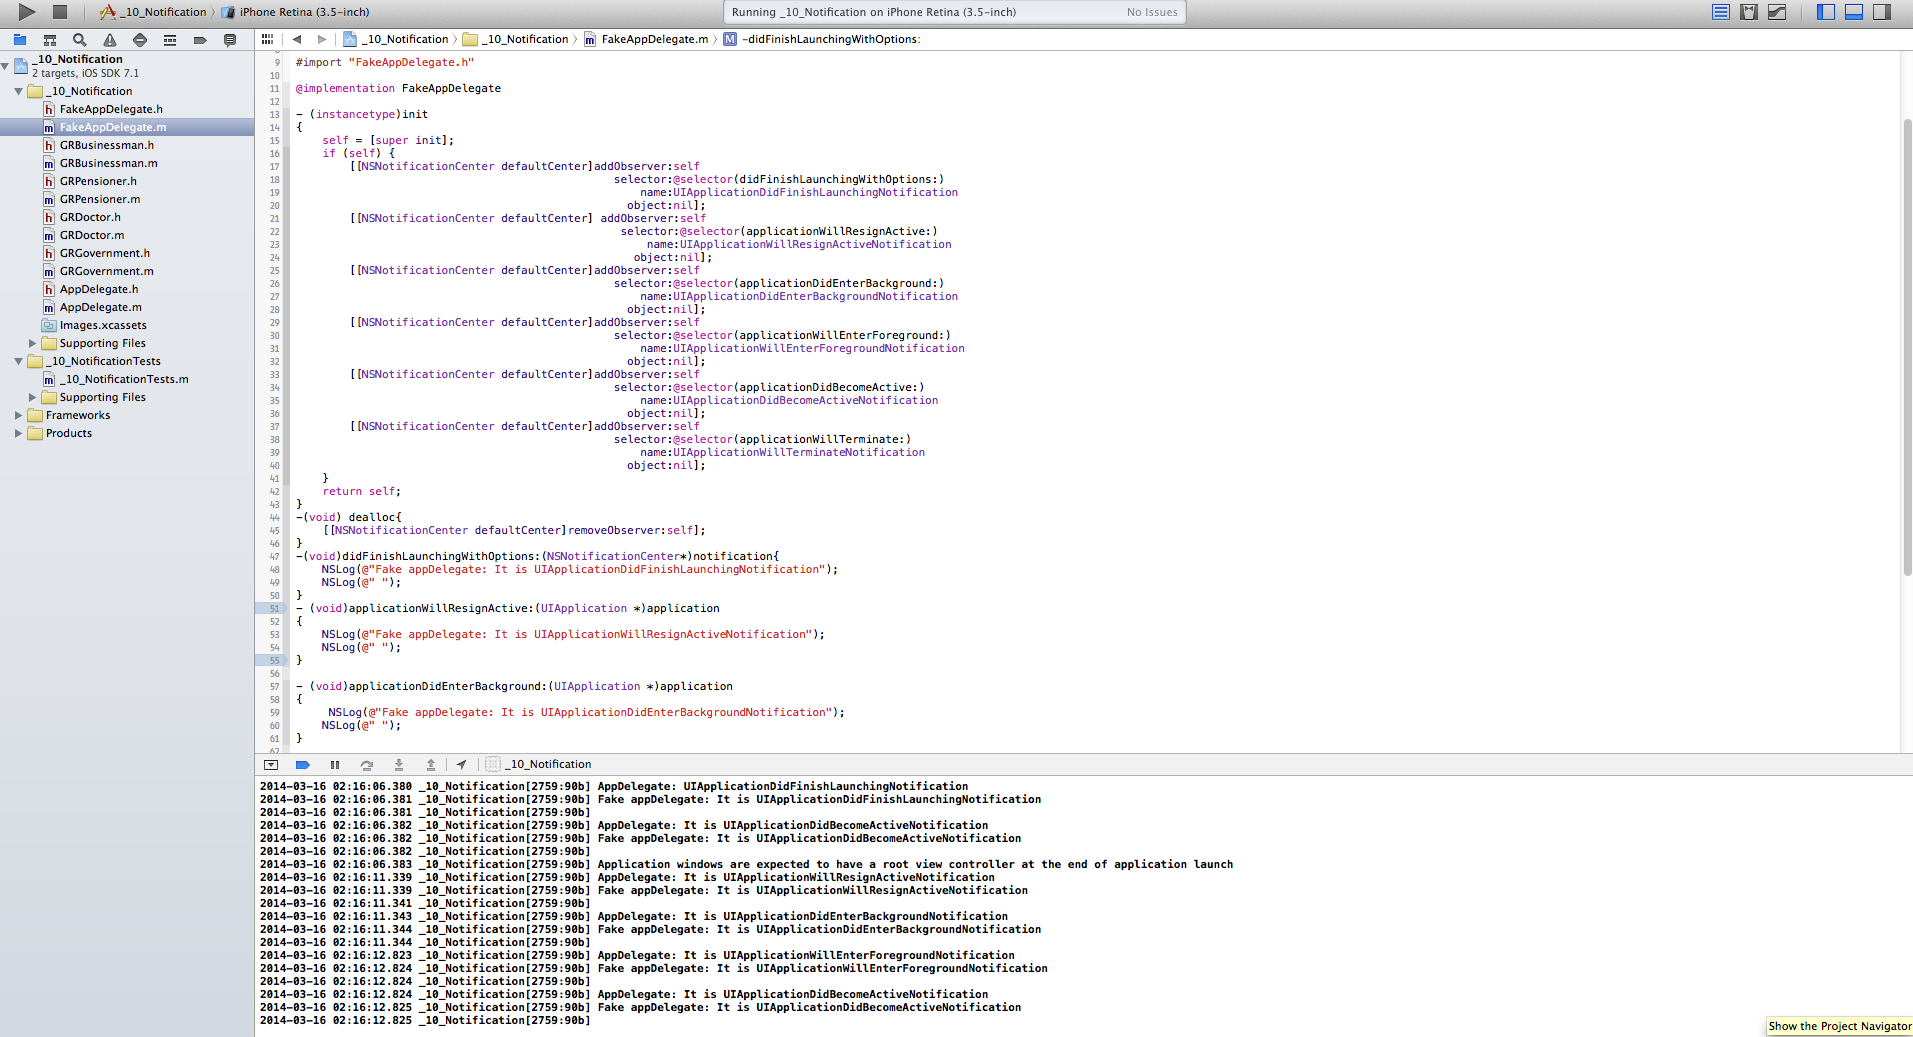 _10_Notification iPhone Retina (3.5-inch)
Running _10_Notification on iPhone Retina (3.5-inch) No Issues
_10_Notification _10_Notification FakeAppDelegate.m M -didFinishLaunchingWithOptions:
_10_Notification
2 targets, iOS SDK 7.1
_10_Notification
h FakeAppDelegate.h
m FakeAppDelegate.m
h GRBusinessman.h
m GRBusinessman.m
h GRPensioner.h
m GRPensioner.m
h GRDoctor.h
m GRDoctor.m
h GRGovernment.h
m GRGovernment.m
h AppDelegate.h
m AppDelegate.m
Images.xcassets
Supporting Files
_10_NotificationTests
m _10_NotificationTests.m
Supporting Files
Frameworks
Products
9 #import "FakeAppDelegate.h"
10
11 @implementation FakeAppDelegate
12
13 - (instancetype)init
14 {
15 self = [super init];
16 if (self) {
17 [[NSNotificationCenter defaultCenter]addObserver:self
18 selector:@selector(didFinishLaunchingWithOptions:)
19 name:UIApplicationDidFinishLaunchingNotification
20 object:nil];
21 [[NSNotificationCenter defaultCenter] addObserver:self
22 selector:@selector(applicationWillResignActive:)
23 name:UIApplicationWillResignActiveNotification
24 object:nil];
25 [[NSNotificationCenter defaultCenter]addObserver:self
26 selector:@selector(applicationDidEnterBackground:)
27 name:UIApplicationDidEnterBackgroundNotification
28 object:nil];
29 [[NSNotificationCenter defaultCenter]addObserver:self
30 selector:@selector(applicationWillEnterForeground:)
31 name:UIApplicationWillEnterForegroundNotification
32 object:nil];
33 [[NSNotificationCenter defaultCenter]addObserver:self
34 selector:@selector(applicationDidBecomeActive:)
35 name:UIApplicationDidBecomeActiveNotification
36 object:nil];
37 [[NSNotificationCenter defaultCenter]addObserver:self
38 selector:@selector(applicationWillTerminate:)
39 name:UIApplicationWillTerminateNotification
40 object:nil];
41 }
42 return self;
43 }
44 -(void) dealloc{
45 [[NSNotificationCenter defaultCenter]removeObserver:self];
46 }
47 -(void)didFinishLaunchingWithOptions:(NSNotificationCenter*)notification{
48 NSLog(@"Fake appDelegate: It is UIApplicationDidFinishLaunchingNotification");
49 NSLog(@" ");
50 }
51 - (void)applicationWillResignActive:(UIApplication *)application
52 {
53 NSLog(@"Fake appDelegate: It is UIApplicationWillResignActiveNotification");
54 NSLog(@" ");
55 }
56
57 - (void)applicationDidEnterBackground:(UIApplication *)application
58 {
59 NSLog(@"Fake appDelegate: It is UIApplicationDidEnterBackgroundNotification");
60 NSLog(@" ");
61 }
62
_10_Notification
2014-03-16 02:16:06.380 _10_Notification[2759:90b] AppDelegate: UIApplicationDidFinishLaunchingNotification
2014-03-16 02:16:06.381 _10_Notification[2759:90b] Fake appDelegate: It is UIApplicationDidFinishLaunchingNotification
2014-03-16 02:16:06.381 _10_Notification[2759:90b]
2014-03-16 02:16:06.382 _10_Notification[2759:90b] AppDelegate: It is UIApplicationDidBecomeActiveNotification
2014-03-16 02:16:06.382 _10_Notification[2759:90b] Fake appDelegate: It is UIApplicationDidBecomeActiveNotification
2014-03-16 02:16:06.382 _10_Notification[2759:90b]
2014-03-16 02:16:06.383 _10_Notification[2759:90b] Application windows are expected to have a root view controller at the end of application launch
2014-03-16 02:16:11.339 _10_Notification[2759:90b] AppDelegate: It is UIApplicationWillResignActiveNotification
2014-03-16 02:16:11.339 _10_Notification[2759:90b] Fake appDelegate: It is UIApplicationWillResignActiveNotification
2014-03-16 02:16:11.341 _10_Notification[2759:90b]
2014-03-16 02:16:11.343 _10_Notification[2759:90b] AppDelegate: It is UIApplicationDidEnterBackgroundNotification
2014-03-16 02:16:11.344 _10_Notification[2759:90b] Fake appDelegate: It is UIApplicationDidEnterBackgroundNotification
2014-03-16 02:16:11.344 _10_Notification[2759:90b]
2014-03-16 02:16:12.823 _10_Notification[2759:90b] AppDelegate: It is UIApplicationWillEnterForegroundNotification
2014-03-16 02:16:12.824 _10_Notification[2759:90b] Fake appDelegate: It is UIApplicationWillEnterForegroundNotification
2014-03-16 02:16:12.824 _10_Notification[2759:90b]
2014-03-16 02:16:12.824 _10_Notification[2759:90b] AppDelegate: It is UIApplicationDidBecomeActiveNotification
2014-03-16 02:16:12.825 _10_Notification[2759:90b] Fake appDelegate: It is UIApplicationDidBecomeActiveNotification
2014-03-16 02:16:12.825 _10_Notification[2759:90b]
Show the Project Navigator